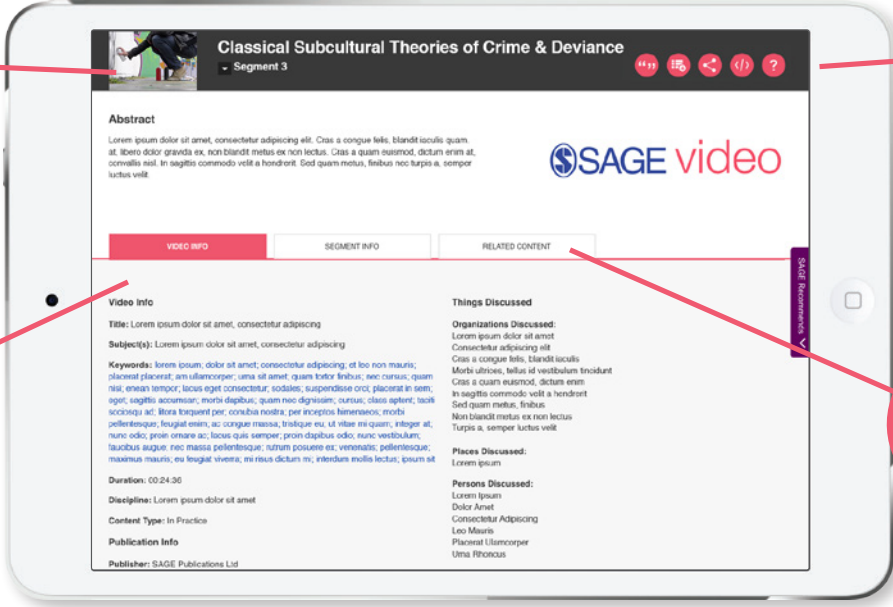 Classical Subcultural Theories of Crime & Deviance
Segment 3
Abstract
Lorem ipsum dolor sit amet, consectetur adipiscing elit. Cras a congue felis, blandit iaculis quam.
at, libero dolor gravida ex, non blandit metus ex non lectus. Cras a quam euismod, dictum enim at,
convallis nisl. In sagittis commodo velit a hendrerit. Sed quam metus, finibus nec turpis a, sempor
luctus velit.
SAGE video
VIDEO INFO
SEGMENT INFO
RELATED CONTENT
SAGE Recommends
Video Info
Title: Lorem ipsum dolor sit amet, consectetur adipiscing
Subject(s): Lorem ipsum dolor sit amet, consectetur adipiscing
Keywords: lorem ipsum; dolor sit amet; consectetur adipiscing; et leo non mauris;
placerat placerat; am ullamcorper; urna sit amet; quam tortor finibus; nec cursus; quam
nisi; enean tempor; lacus eget consectetur; sodales; suspendisse orci; placerat in sem;
eget; sagittis accumsan; morbi dapibus; quam nec dignissim; cursus; class aptent; taciti
sociosqu ad; litora torquent per; conubia nostra; per inceptos himenaeos; morbi
pellentesque; feugiat enim; ac congue massa; tristique eu; ut vitae mi quam; integer at;
nunc odio; proin ornare ac; lacus quis semper; proin dapibus odio; nunc vestibulum;
faucibus augue; nec massa pellentesque; rutrum posuere ex; venenatis; pellentesque;
maximus mauris; eu feugiat viverra; mi risus dictum mi; interdum mollis lectus; ipsum sit
Duration: 00:24:36
Discipline: Lorem ipsum dolor sit amet
Content Type: In Practice
Publication Info
Publisher: SAGE Publications Ltd
Things Discussed
Organizations Discussed:
Lorem ipsum dolor sit amet
Consectetur adipiscing elit
Cras a congue felis, blandit iaculis
Morbi ultrices, tellus id vestibulum tincidunt
Cras a quam euismod, dictum enim
In sagittis commodo velit a hendrerit
Sed quam metus, finibus
Non blandit metus ex non lectus
Turpis a, semper luctus velit
Places Discussed:
Lorem ipsum
Persons Discussed:
Lorem Ipsum
Dolor Amet
Consectetur Adipiscing
Leo Mauris
Placerat Ulamcorper
Urna Rhoncus